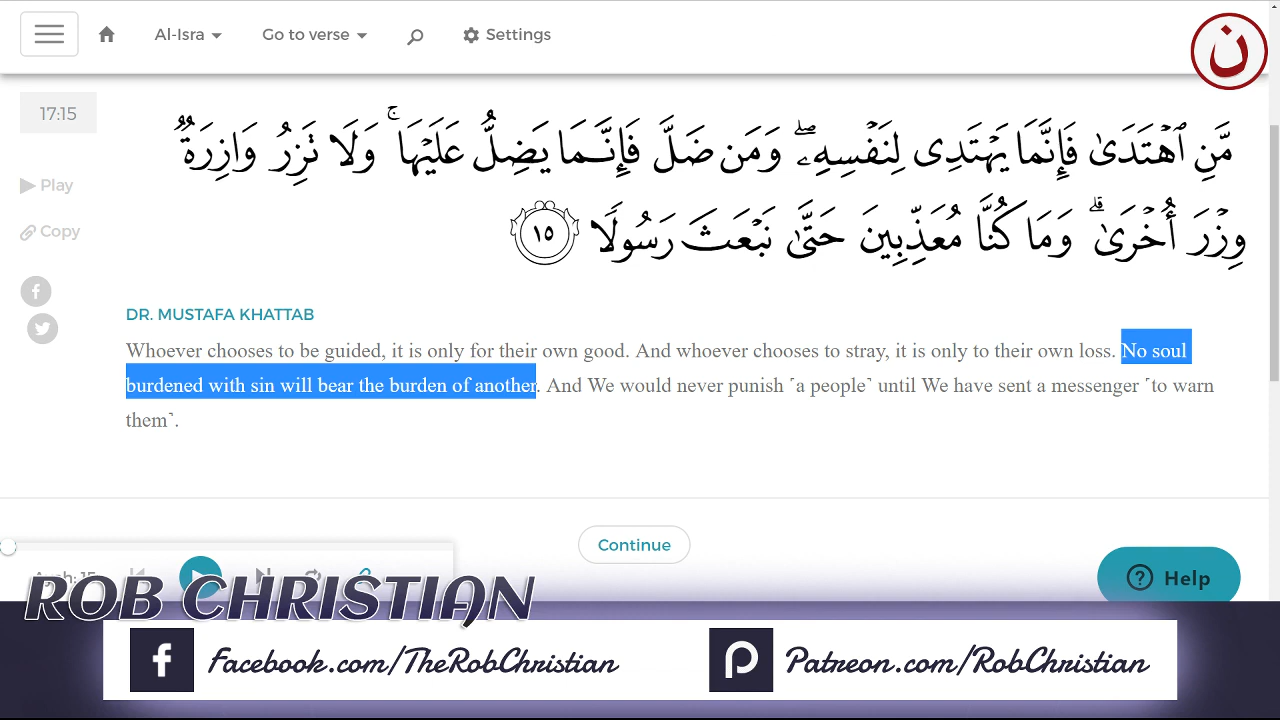 Al-Isra
Go to verse
Settings
ن
17:15
مَّنِ ٱهْتَدَىٰ فَإِنَّمَا يَهْتَدِى لِنَفْسِهِۦ ۖ وَمَن ضَلَّ فَإِنَّمَا يَضِلُّ عَلَيْهَا ۚ وَلَا تَزِرُ وَازِرَةٌ
وِزْرَ أُخْرَىٰ ۗ وَمَا كُنَّا مُعَذِّبِينَ حَتَّىٰ نَبْعَثَ رَسُولًا ١٥
Play
Copy
DR. MUSTAFA KHATTAB
Whoever chooses to be guided, it is only for their own good. And whoever chooses to stray, it is only to their own loss. No soul
burdened with sin will bear the burden of another. And We would never punish ˹a people˺ until We have sent a messenger ˹to warn
them˺.
Continue
Help
ROB CHRISTIAN
Facebook.com/TheRobChristian
Patreon.com/RobChristian